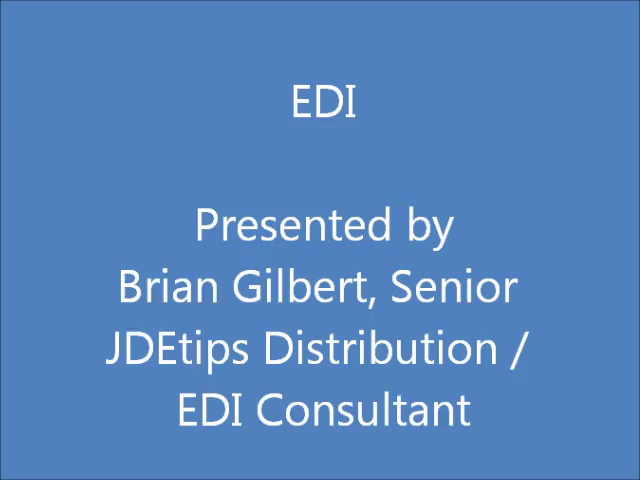 EDI
Presented by
Brian Gilbert, Senior
JDEtips Distribution /
EDI Consultant